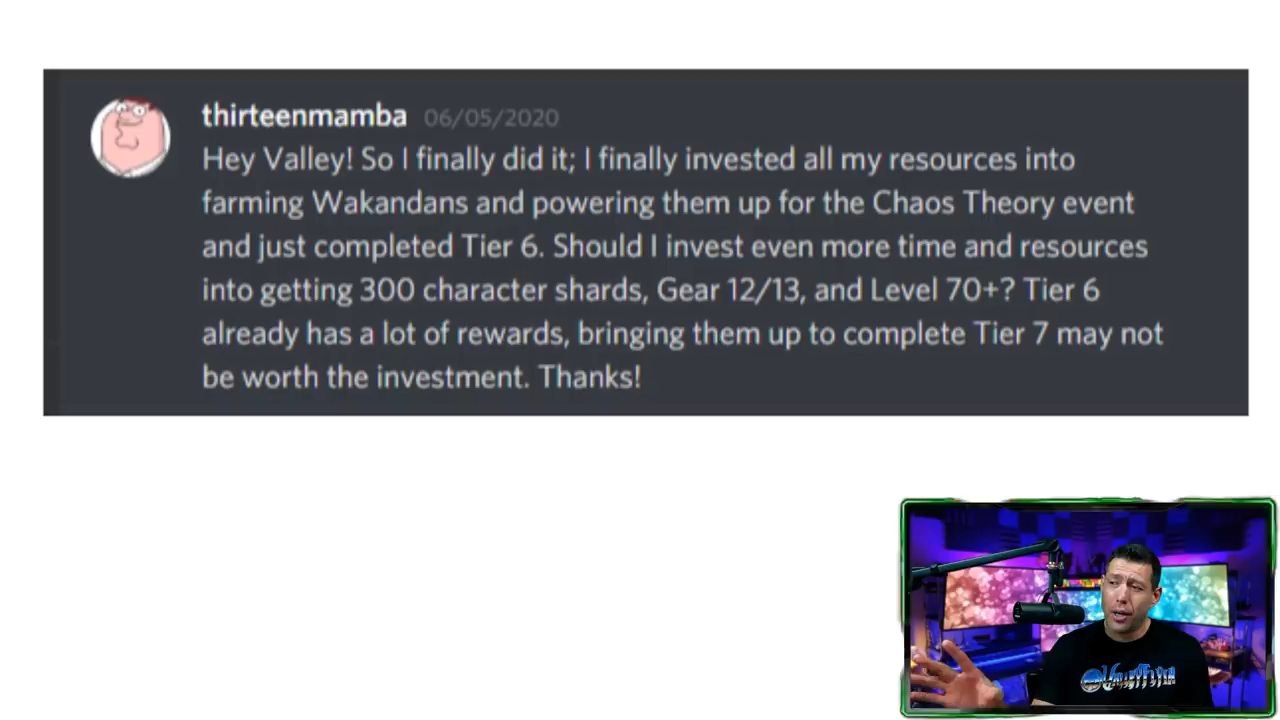 thirteenmamba 06/05/2020
Hey Valley! So I finally did it; I finally invested all my resources into
farming Wakandans and powering them up for the Chaos Theory event
and just completed Tier 6. Should I invest even more time and resources
into getting 300 character shards, Gear 12/13, and Level 70+? Tier 6
already has a lot of rewards, bringing them up to complete Tier 7 may not
be worth the investment. Thanks!